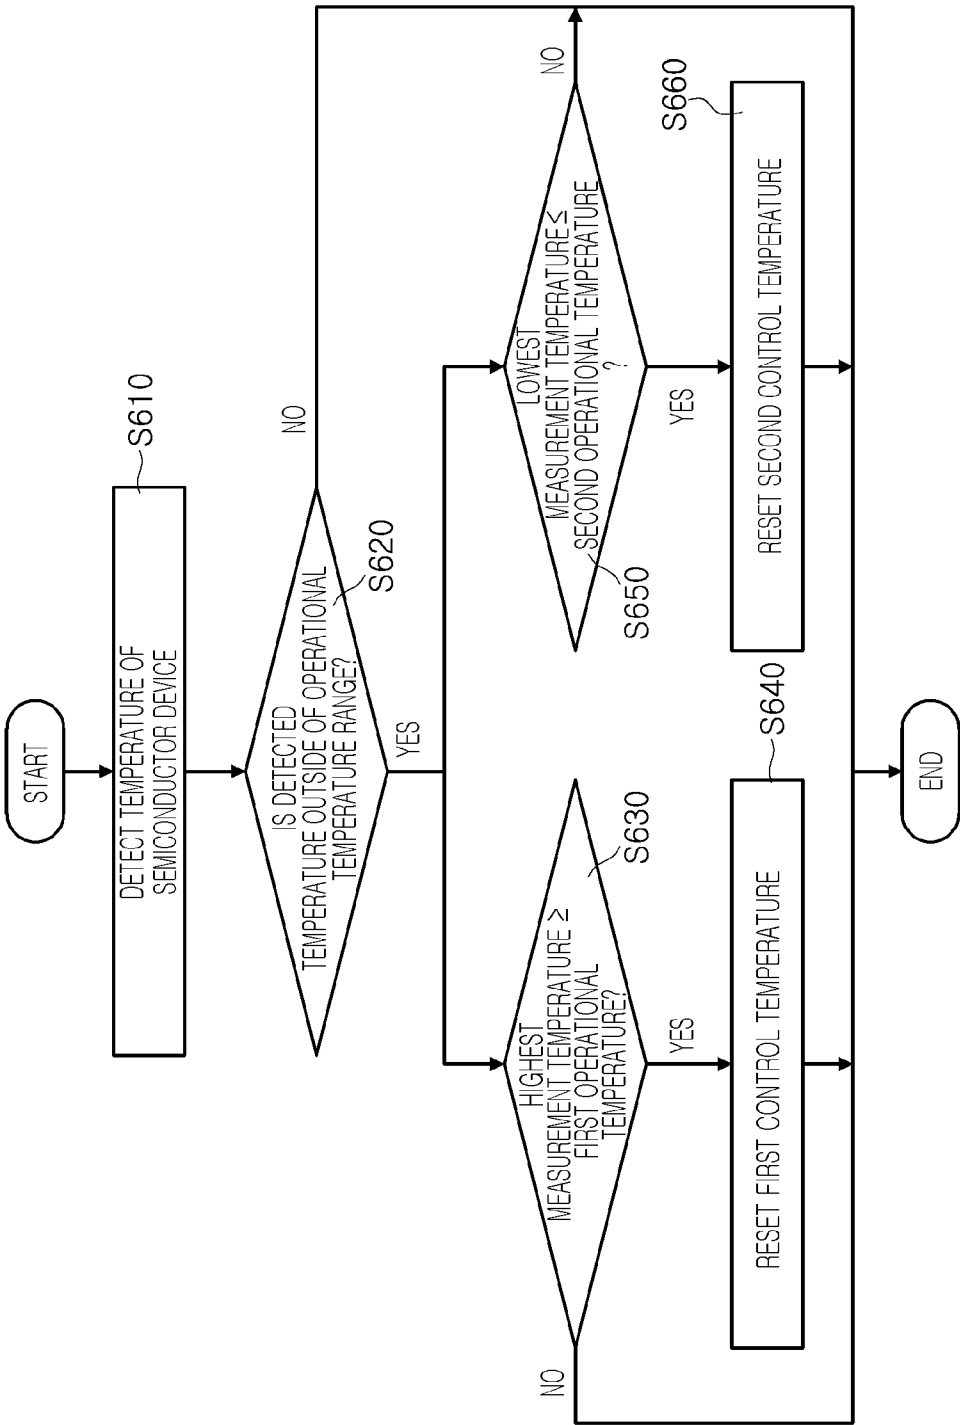 START
DETECT TEMPERATURE OF
SEMICONDUCTOR DEVICE
S610
IS DETECTED
TEMPERATURE OUTSIDE OF OPERATIONAL
TEMPERATURE RANGE?
S620
NO
YES
HIGHEST
MEASUREMENT TEMPERATURE ≥
FIRST OPERATIONAL
TEMPERATURE?
S630
NO
YES
RESET FIRST CONTROL TEMPERATURE
S640
LOWEST
MEASUREMENT TEMPERATURE ≤
SECOND OPERATIONAL TEMPERATURE
?
S650
NO
YES
RESET SECOND CONTROL TEMPERATURE
S660
END